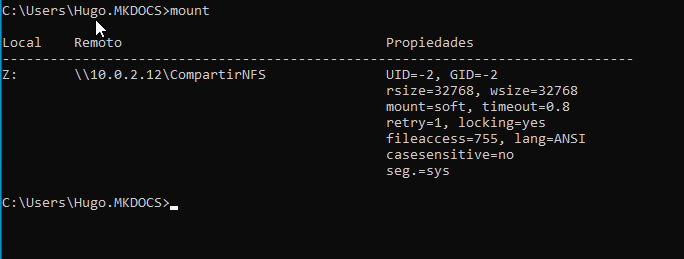 C:\Users\Hugo.MKDOCS>mount
Local Remoto Propiedades
-------------------------------------------------------------------------------
Z: \\10.0.2.12\CompartirNFS UID=-2, GID=-2
rsize=32768, wsize=32768
mount=soft, timeout=0.8
retry=1, locking=yes
fileaccess=755, lang=ANSI
casesensitive=no
seg.=sys
C:\Users\Hugo.MKDOCS>